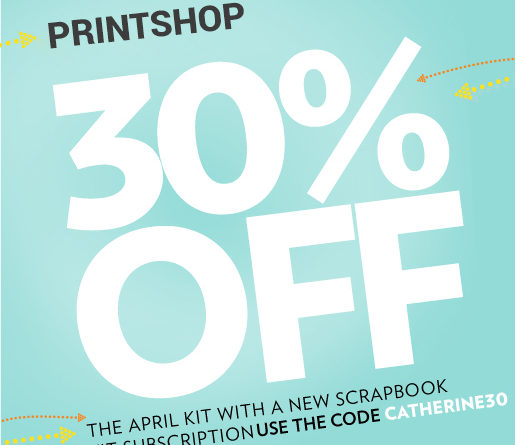 PRINTSHOP
30%
OFF
THE APRIL KIT WITH A NEW SCRAPBOOK
SUBSCRIPTION USE THE CODE CATHERINE30